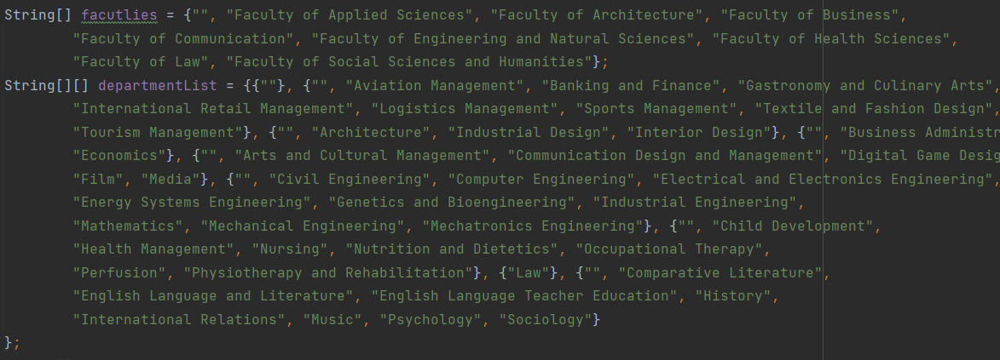 String[] facutlies = {"", "Faculty of Applied Sciences", "Faculty of Architecture", "Faculty of Business",
"Faculty of Communication", "Faculty of Engineering and Natural Sciences", "Faculty of Health Sciences",
"Faculty of Law", "Faculty of Social Sciences and Humanities"};
String[][] departmentList = {{""}, {"", "Aviation Management", "Banking and Finance", "Gastronomy and Culinary Arts",
"International Retail Management", "Logistics Management", "Sports Management", "Textile and Fashion Design",
"Tourism Management"}, {"", "Architecture", "Industrial Design", "Interior Design"}, {"", "Business Administr
"Economics"}, {"", "Arts and Cultural Management", "Communication Design and Management", "Digital Game Desig
"Film", "Media"}, {"", "Civil Engineering", "Computer Engineering", "Electrical and Electronics Engineering",
"Energy Systems Engineering", "Genetics and Bioengineering", "Industrial Engineering",
"Mathematics", "Mechanical Engineering", "Mechatronics Engineering"}, {"", "Child Development",
"Health Management", "Nursing", "Nutrition and Dietetics", "Occupational Therapy",
"Perfusion", "Physiotherapy and Rehabilitation"}, {"Law"}, {"", "Comparative Literature",
"English Language and Literature", "English Language Teacher Education", "History",
"International Relations", "Music", "Psychology", "Sociology"}
};